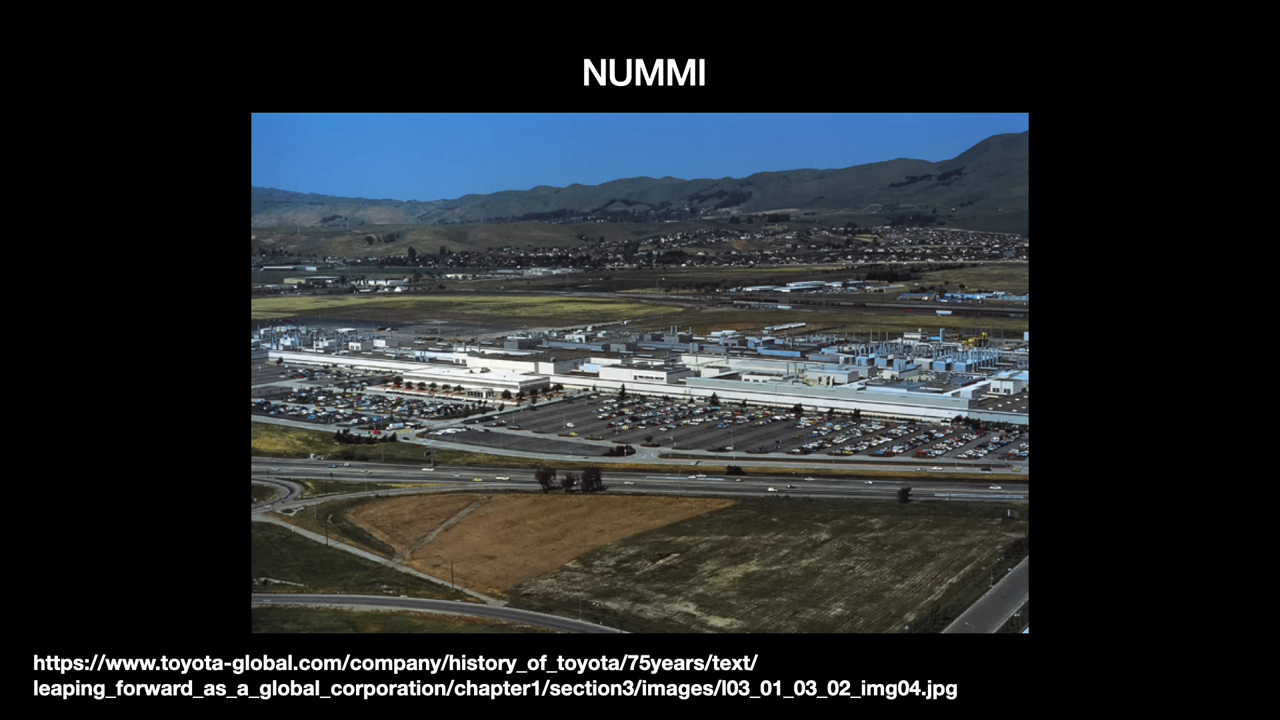 NUMMI
https://www.toyota-global.com/company/history_of_toyota/75years/text/
leaping_forward_as_a_global_corporation/chapter1/section3/images/l03_01_03_02_img04.jpg